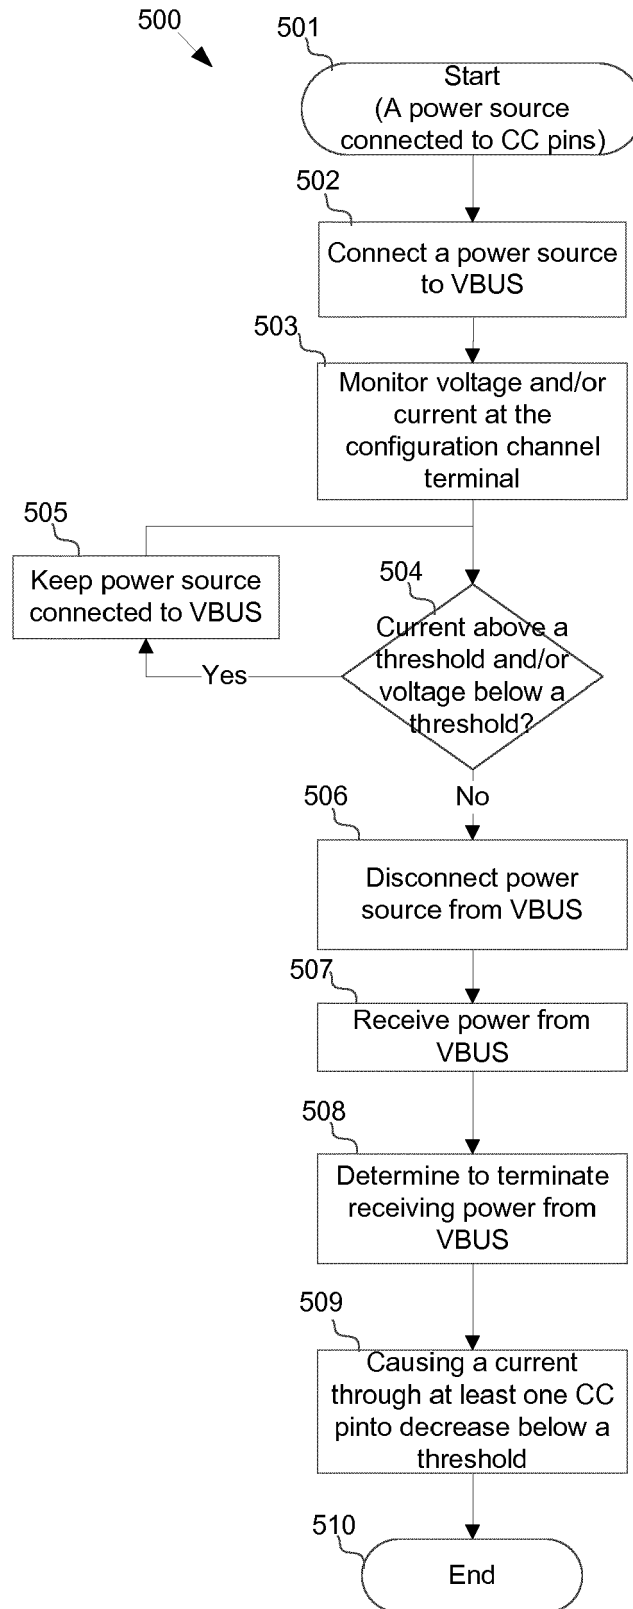 500
501
Start
(A power source
connected to CC pins)
502
Connect a power source
to VBUS
503
Monitor voltage and/or
current at the
configuration channel
terminal
505
Keep power source
connected to VBUS
504
Current above a
threshold and/or
voltage below a
threshold?
Yes
No
506
Disconnect power
source from VBUS
507
Receive power from
VBUS
508
Determine to terminate
receiving power from
VBUS
509
Causing a current
through at least one CC
pinto decrease below a
threshold
510
End